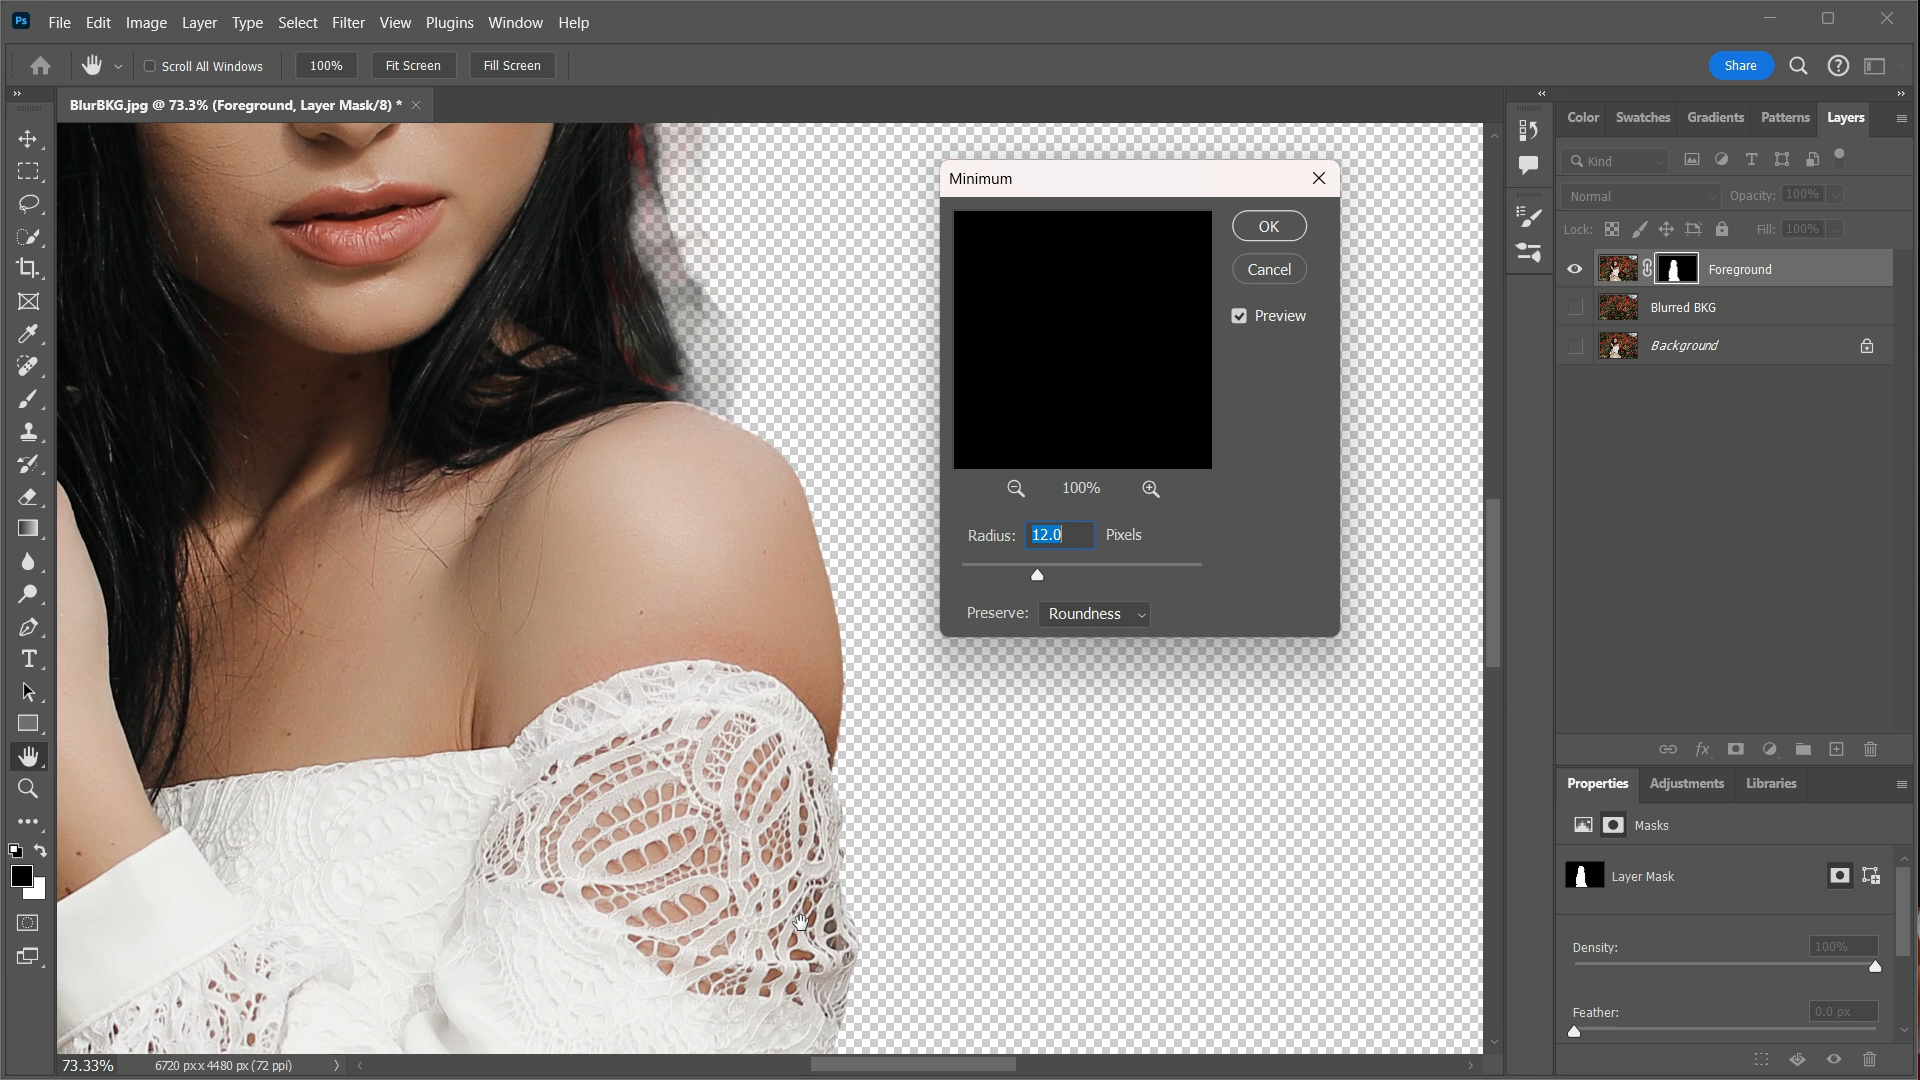 Ps File Edit Image Layer Type Select Filter View Plugins Window Help
Scroll All Windows 100% Fit Screen Fill Screen Share
BlurBKG.jpg @ 73.3% (Foreground, Layer Mask/8) *
Color Swatches Gradients Patterns Layers
Kind
Normal Opacity: 100%
Lock: Fill: 100%
Foreground
Blurred BKG
Background
Minimum
OK
Cancel
Preview
100%
Radius: 12.0 Pixels
Preserve: Roundness
fx
Properties Adjustments Libraries
Masks
Layer Mask
Density: 100%
Feather: 0.0 px
73.33% 6720 px x 4480 px (72 ppi)